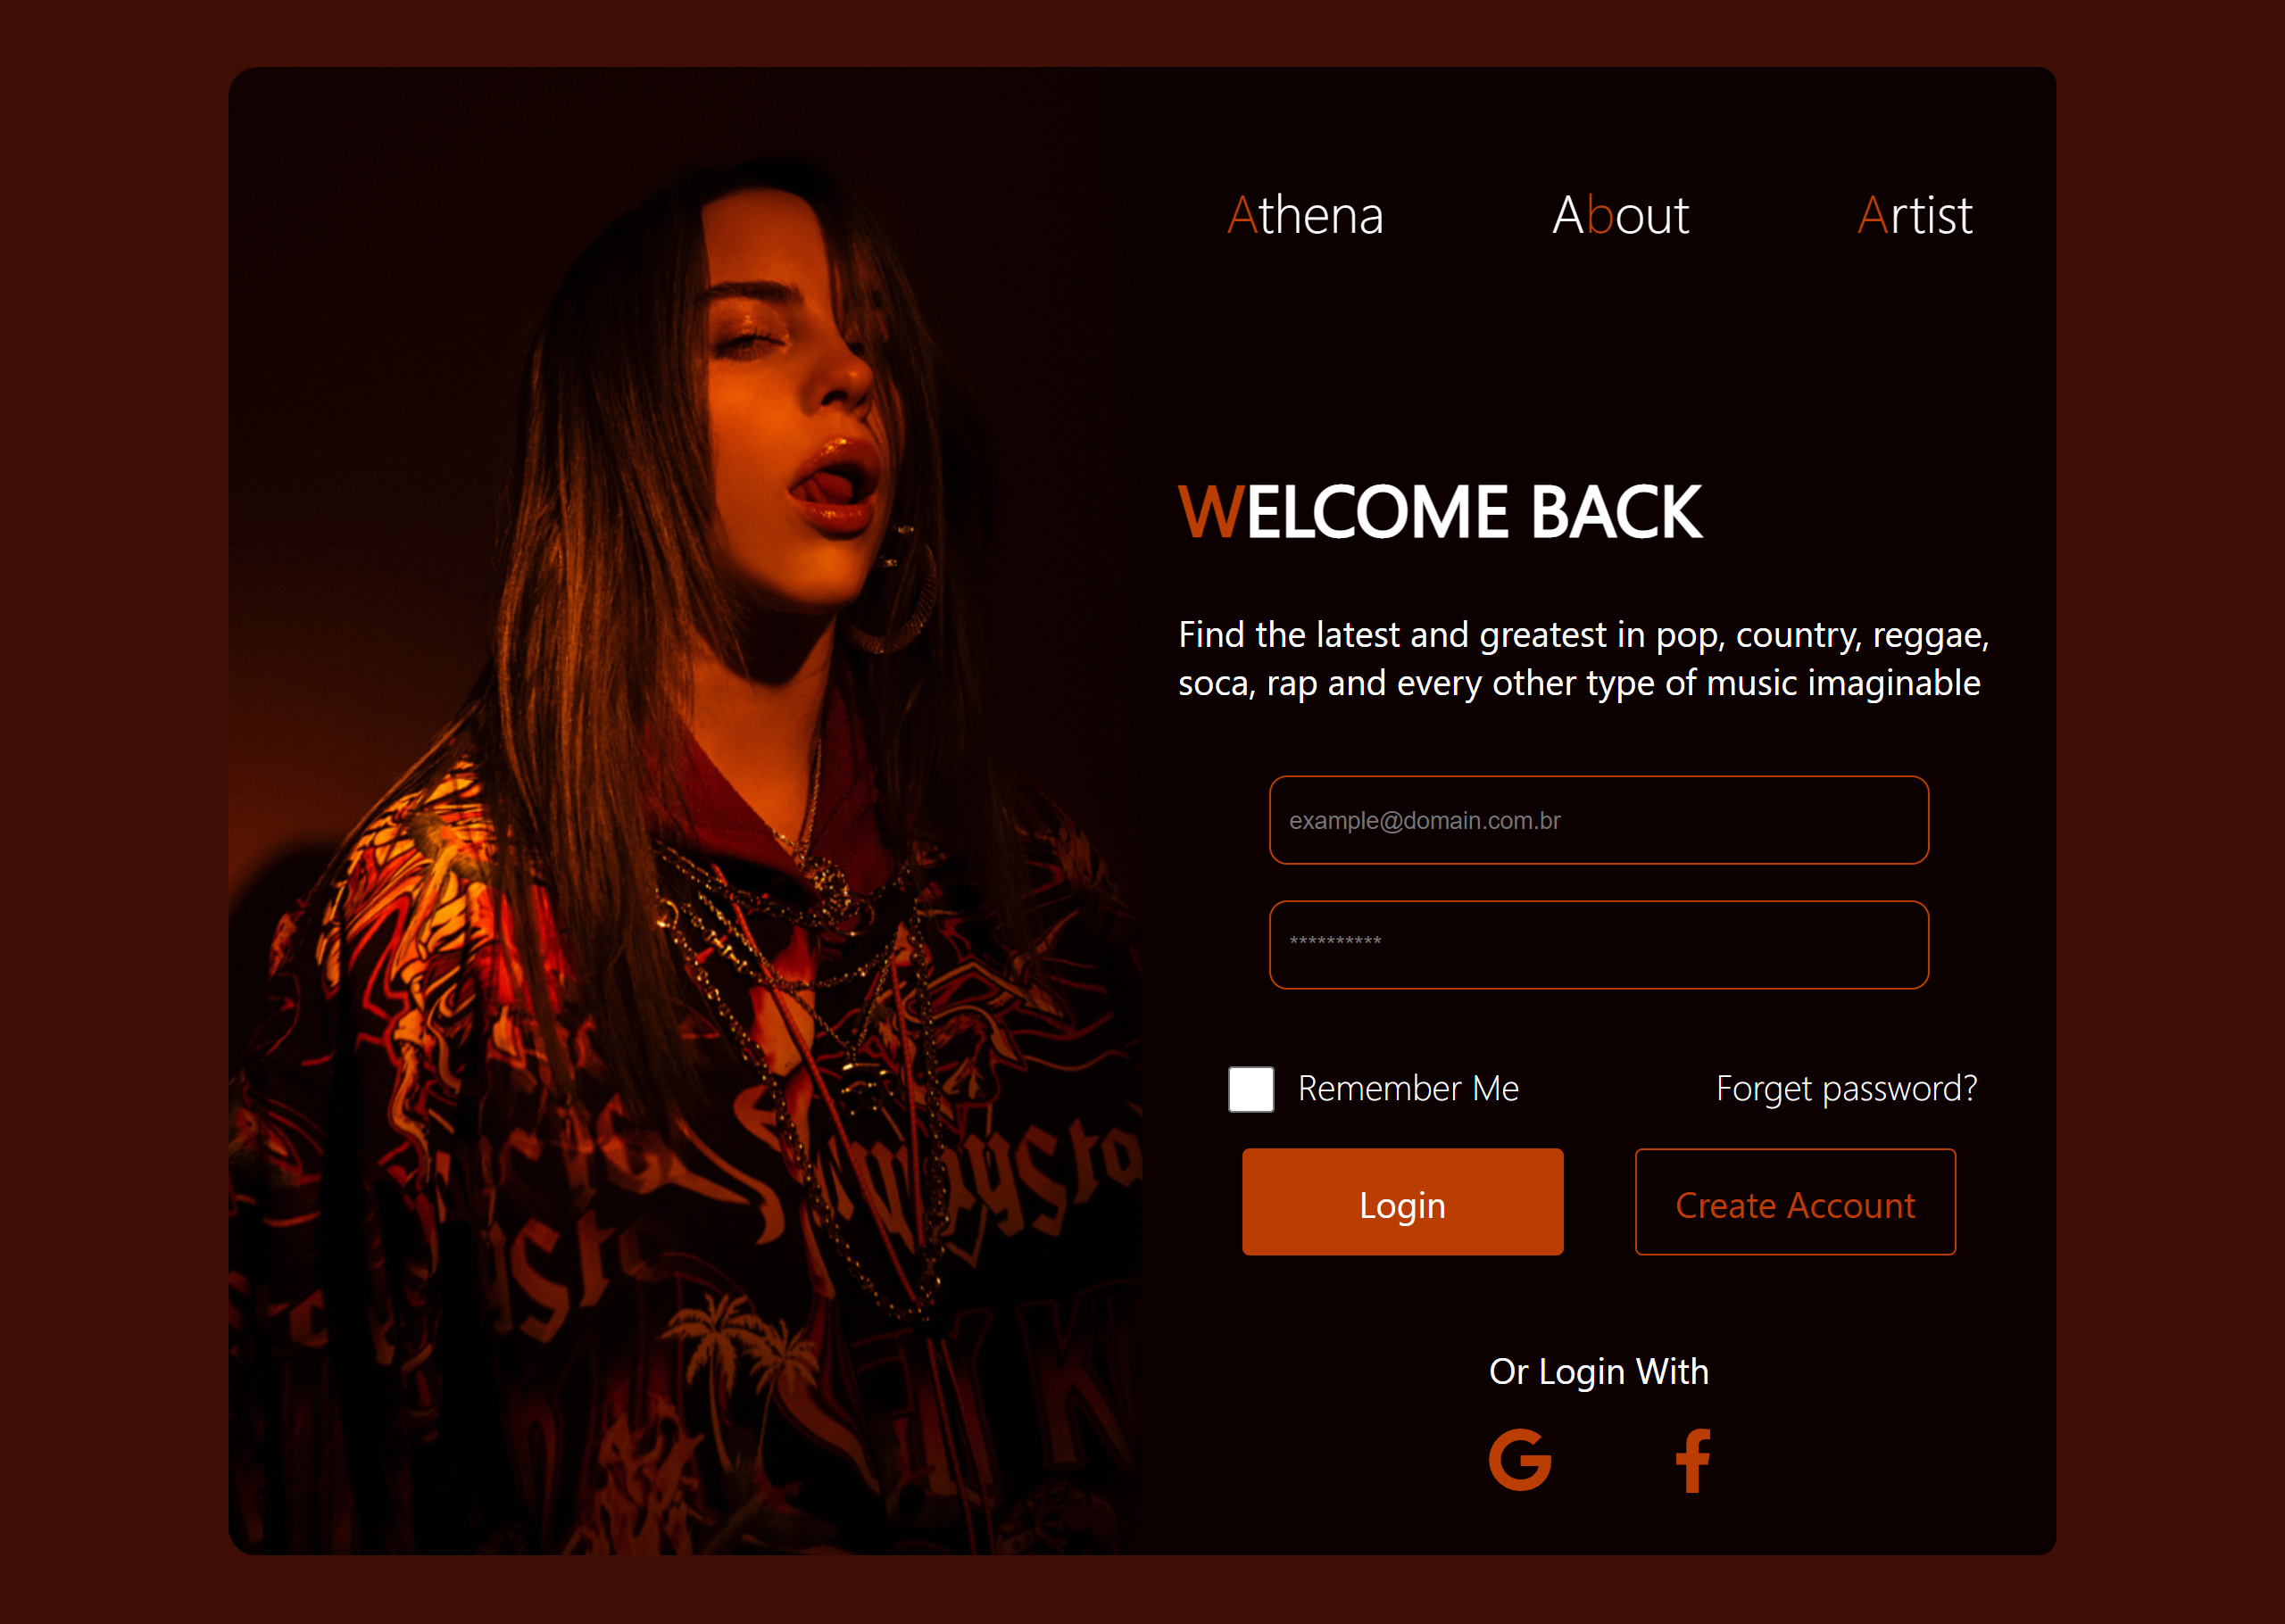 Athena About Artist
WELCOME BACK
Find the latest and greatest in pop, country, reggae,
soca, rap and every other type of music imaginable
example@domain.com.br
**********
Remember Me Forget password?
Login Create Account
Or Login With